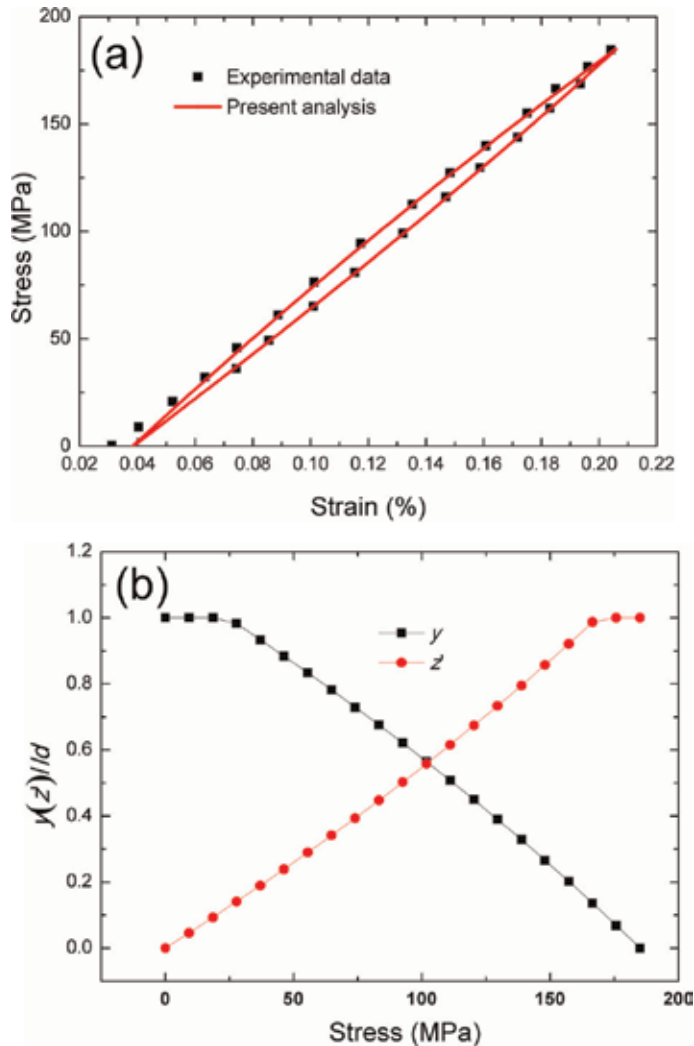 200
(a)
Experimental data
Present analysis
150
100
50
0
Stress (MPa)
0.02 0.04 0.06 0.08 0.10 0.12 0.14 0.16 0.18 0.20 0.22
Strain (%)
1.2
(b)
1.0
y
z'
0.8
0.6
0.4
0.2
0.0
y(z')/d
0 50 100 150 200
Stress (MPa)